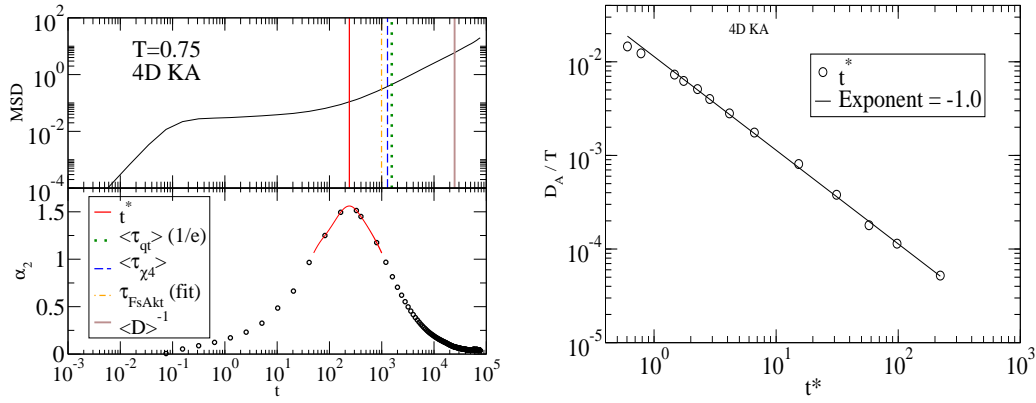 10^2
10^0
10^-2
10^-4
MSD
T=0.75
4D KA
10
1.5
1
0.5
0
α_2
t^*
<τ_qt> (1/e)
<τ_χ4>
τ_FsAkt (fit)
<D>^-1
10^-3 10^-2 10^-1 10^0 10^1 10^2 10^3 10^4 10^5
t
4D KA
t^*
Exponent = -1.0
10^-2
10^-3
10^-4
10^-5
D_A / T
10^0 10^1 10^2 10^3
t*